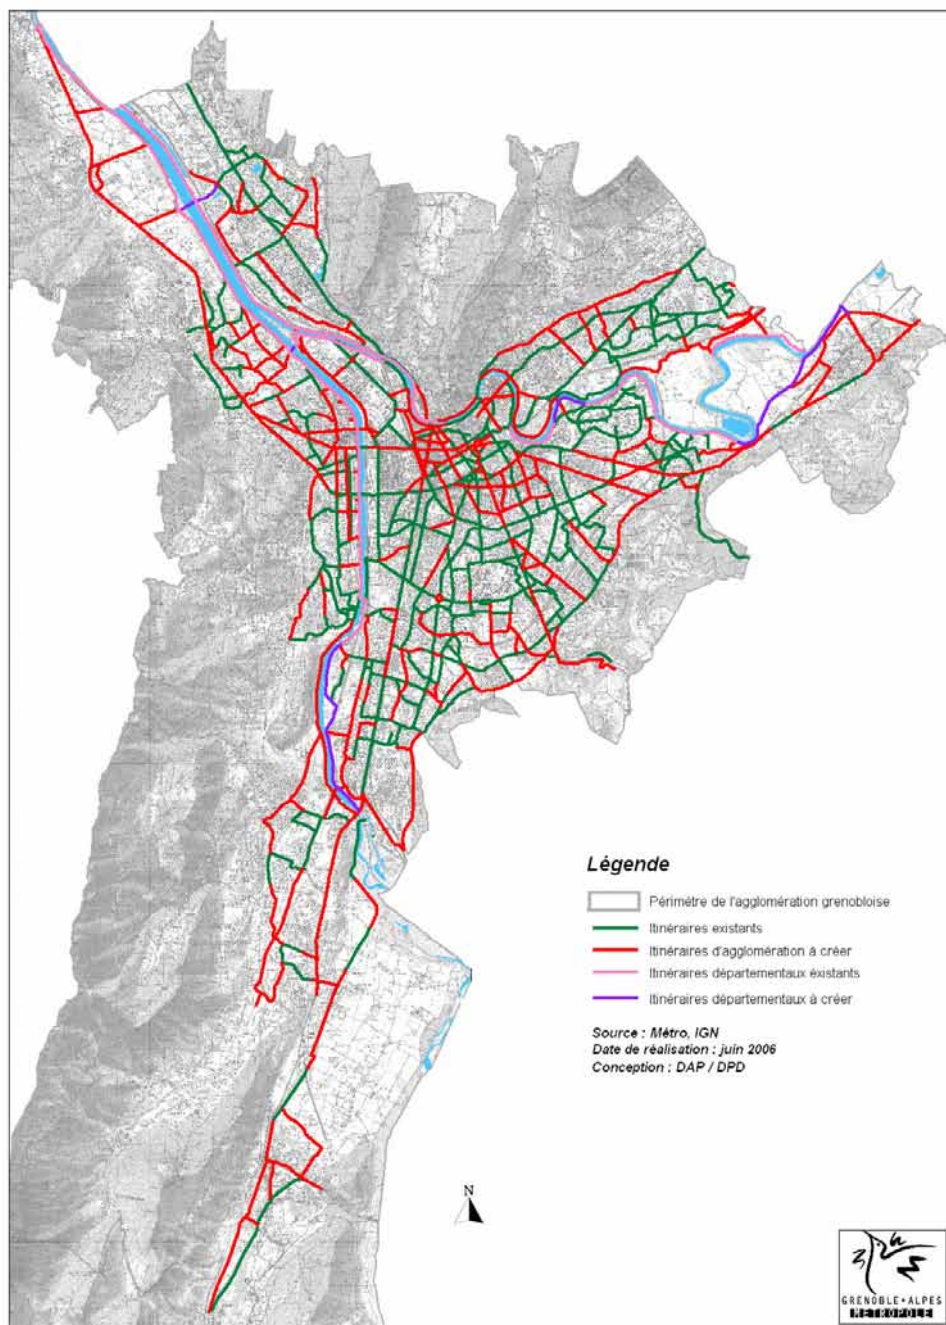 Légende
Périmètre de l'agglomération grenobloise
Itinéraires existants
Itinéraires d'agglomération à créer
Itinéraires départementaux éxistants
Itinéraires départementaux à créer
Source : Métro, IGN
Date de réalisation : juin 2006
Conception : DAP / DPD
N
GRENOBLE•ALPES
METROPOLE